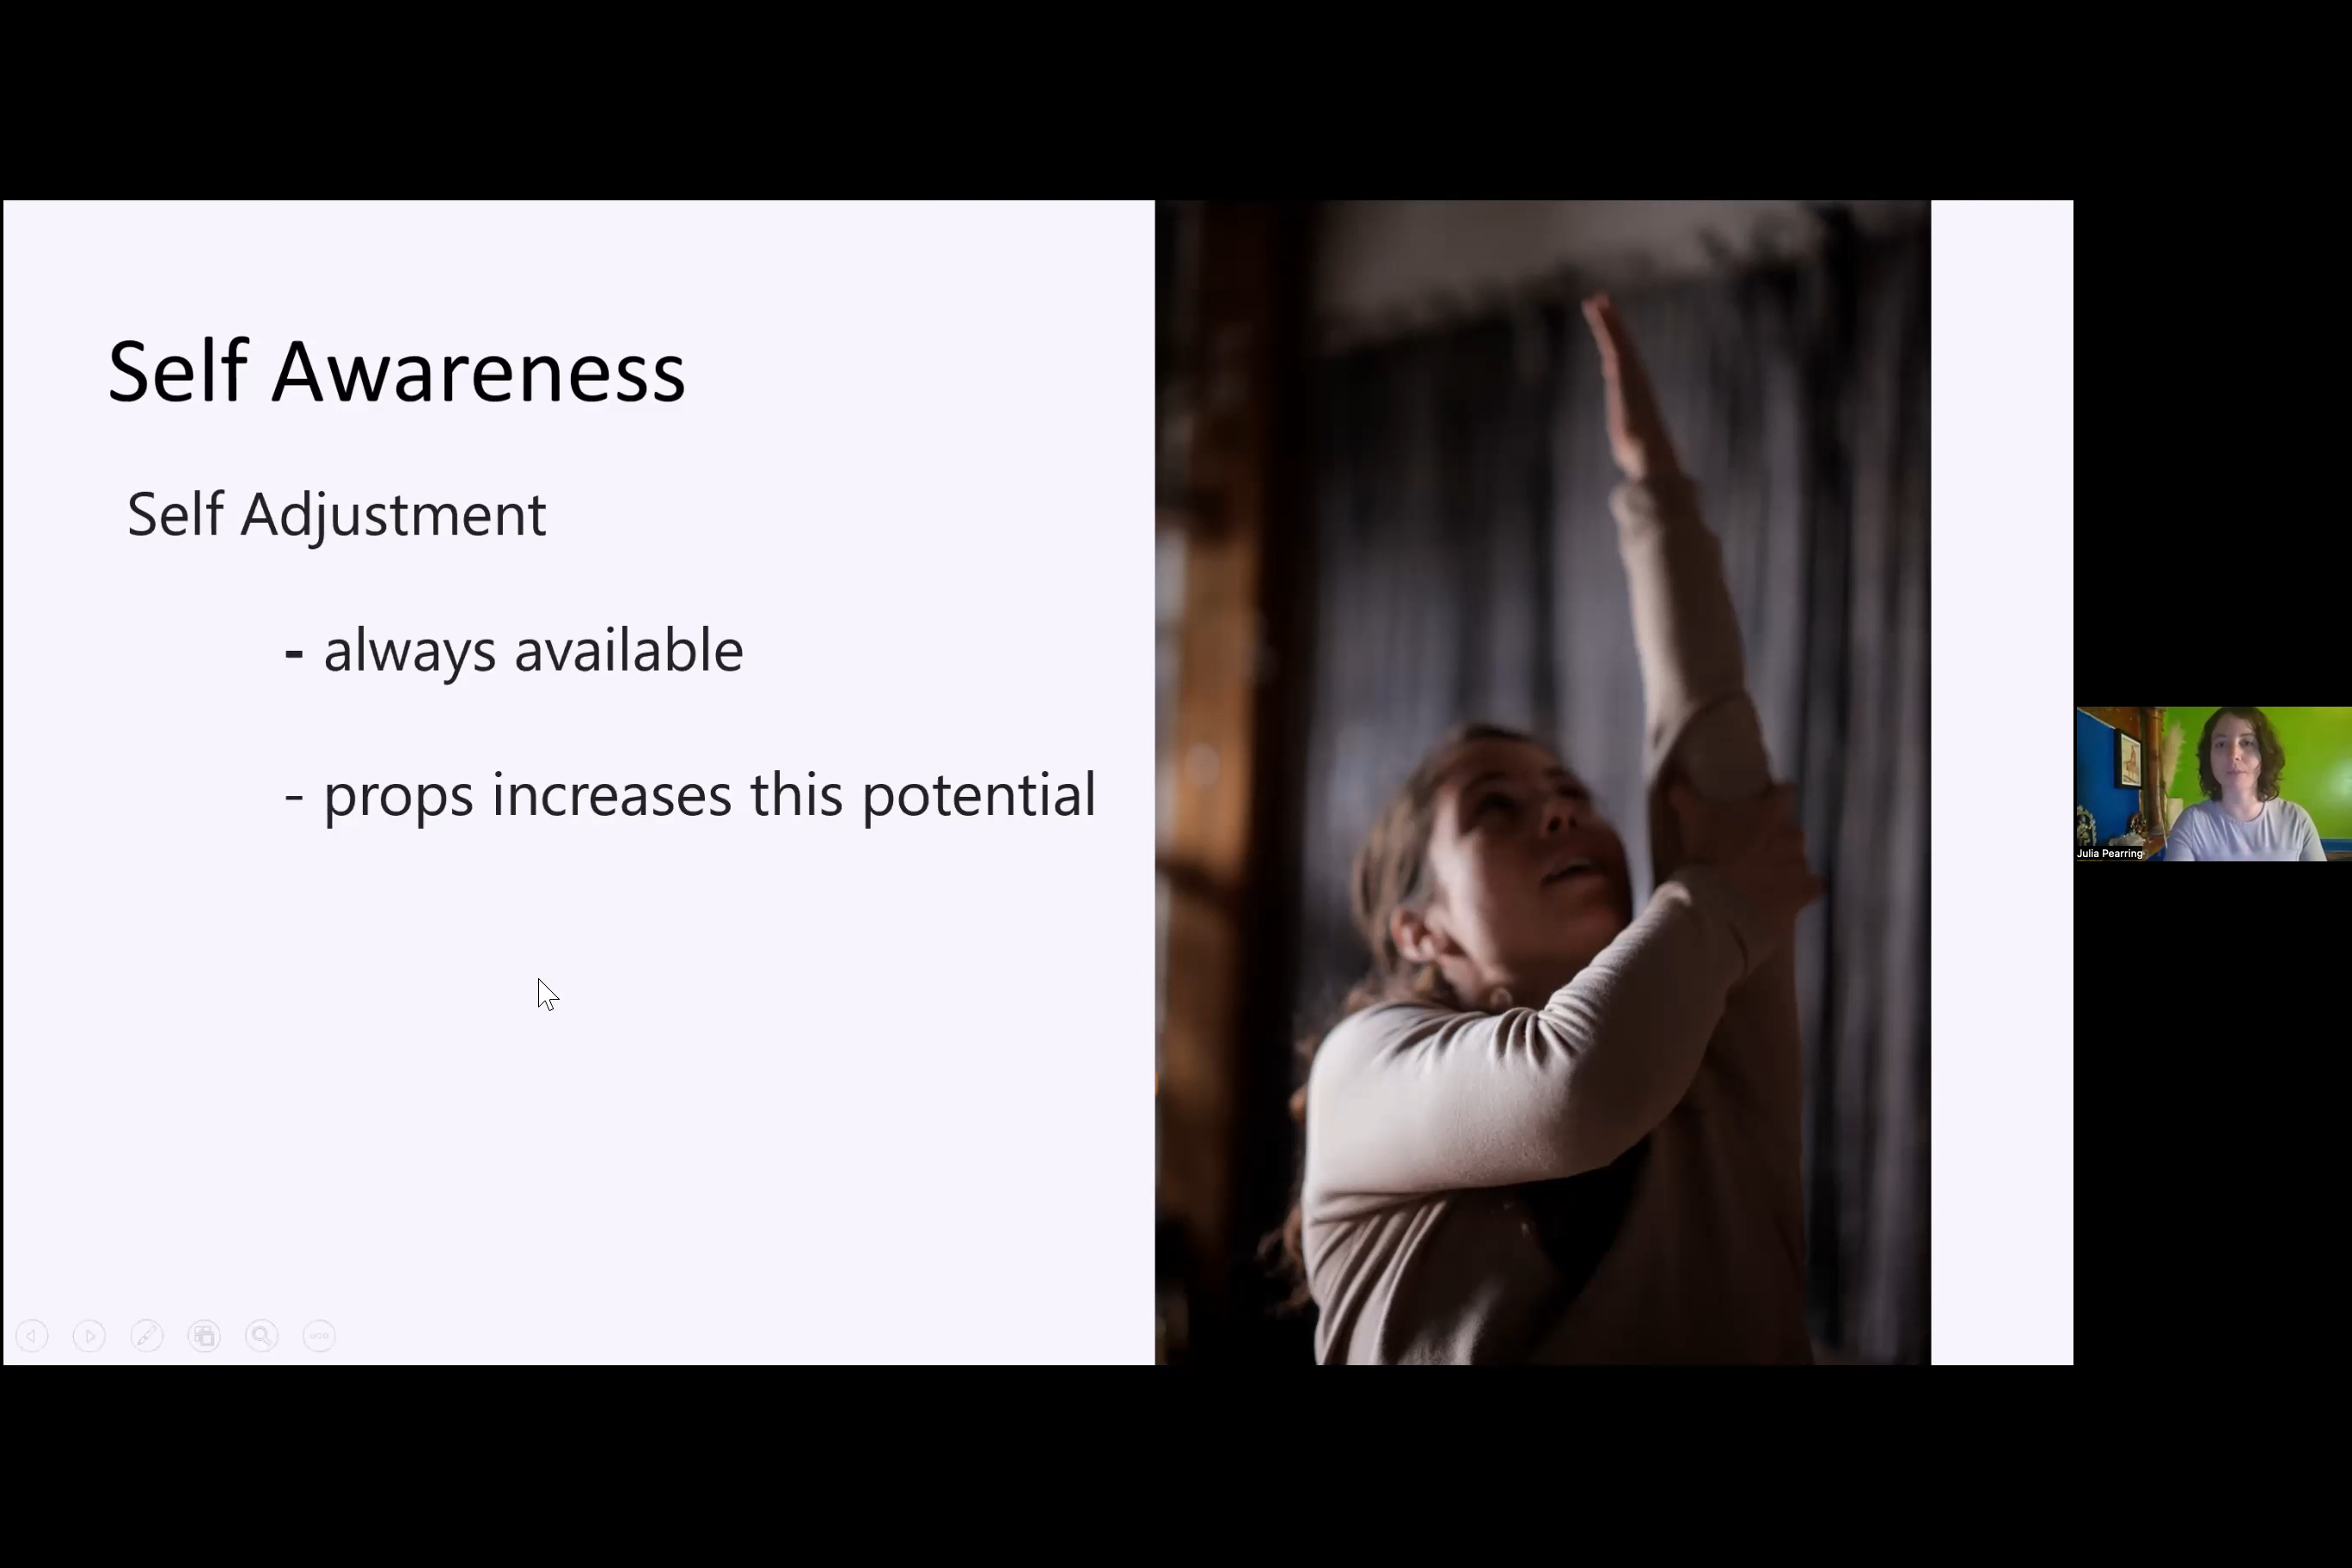 Self Awareness
Self Adjustment
- always available
- props increases this potential
Julia Pearring